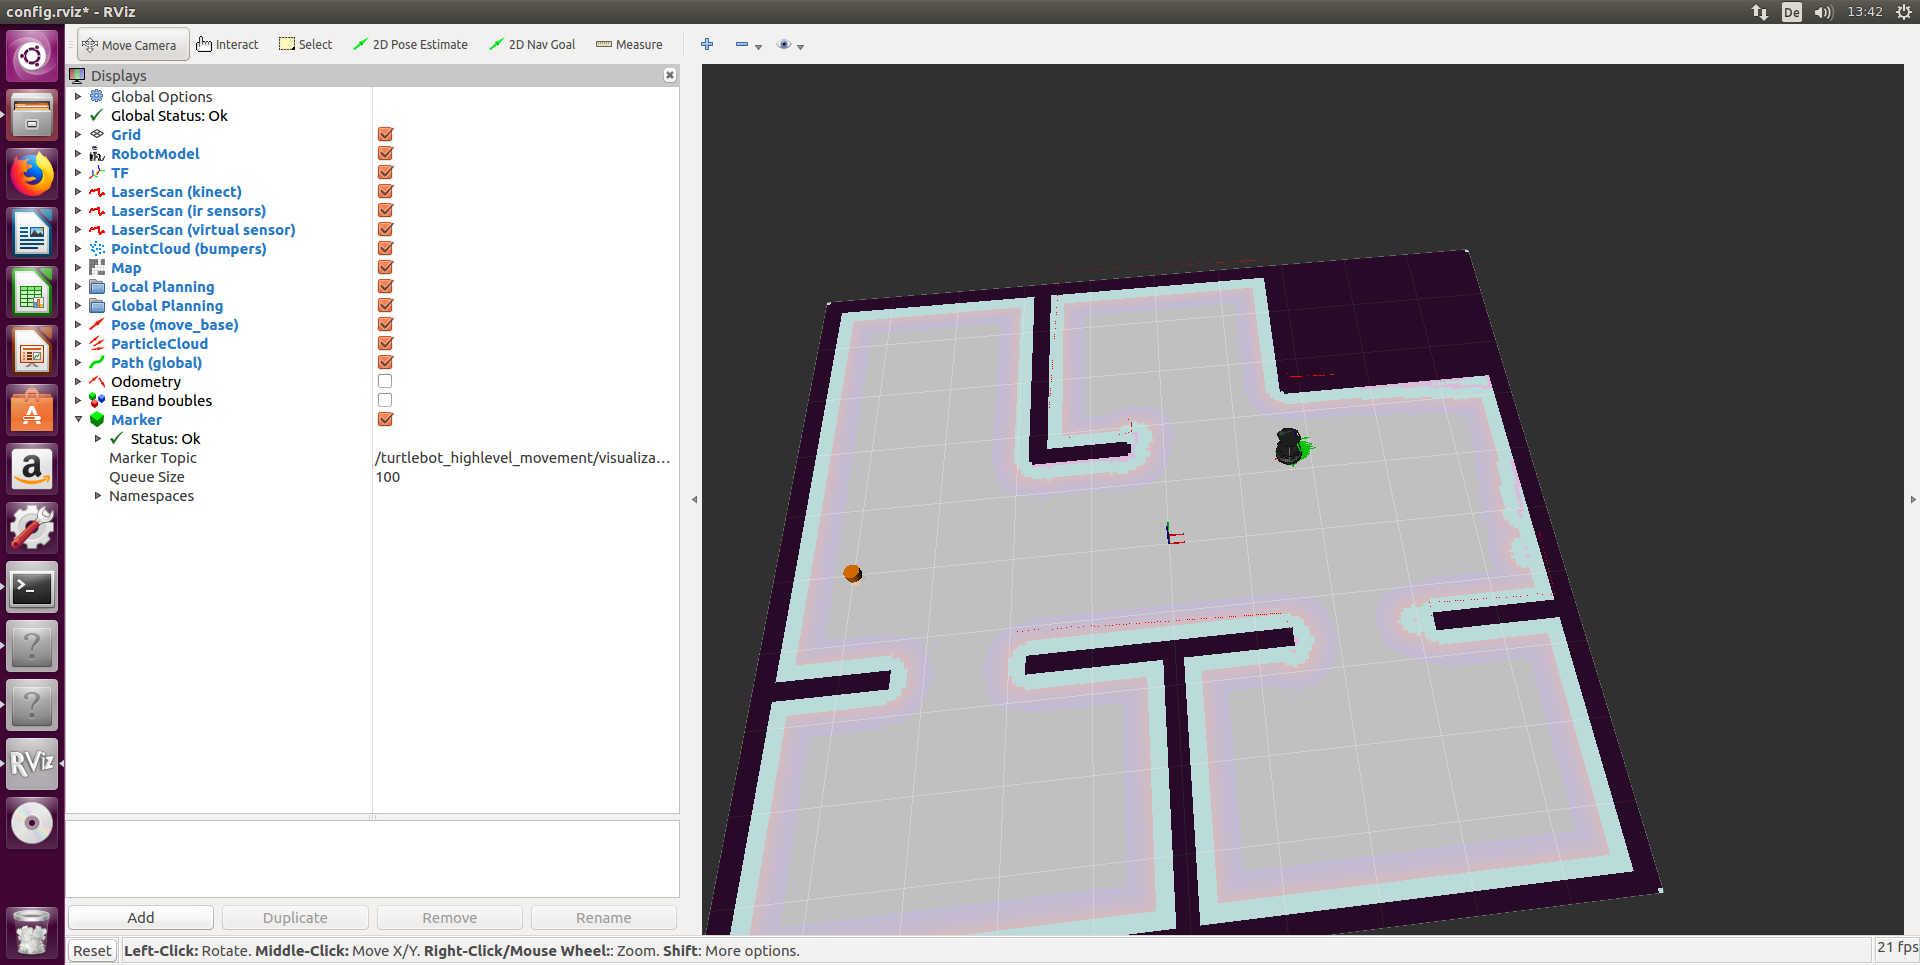 config.rviz* - RViz
De
13:42
Move Camera
Interact
Select
2D Pose Estimate
2D Nav Goal
Measure
Displays
Global Options
Global Status: Ok
Grid
RobotModel
TF
LaserScan (kinect)
LaserScan (ir sensors)
LaserScan (virtual sensor)
PointCloud (bumpers)
Map
Local Planning
Global Planning
Pose (move_base)
ParticleCloud
Path (global)
Odometry
EBand boubles
Marker
Status: Ok
Marker Topic /turtlebot_highlevel_movement/visualiza...
Queue Size 100
Namespaces
RViz
Add
Duplicate
Remove
Rename
Reset
Left-Click: Rotate. Middle-Click: Move X/Y. Right-Click/Mouse Wheel:: Zoom. Shift: More options.
21 fps